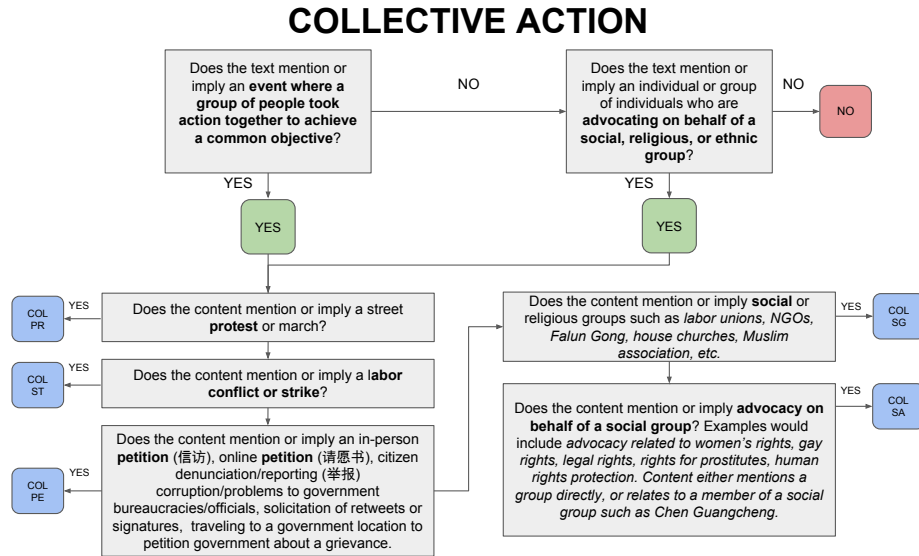 COLLECTIVE ACTION
Does the text mention or
imply an event where a
group of people took
action together to achieve
a common objective?
NO
Does the text mention or
imply an individual or group
of individuals who are
advocating on behalf of a
social, religious, or ethnic
group?
NO
NO
YES
YES
YES
YES
COL
PR
YES
Does the content mention or imply a street
protest or march?
COL
ST
YES
Does the content mention or imply a labor
conflict or strike?
COL
PE
YES
Does the content mention or imply an in-person
petition (信访), online petition (请愿书), citizen
denunciation/reporting (举报)
corruption/problems to government
bureaucracies/officials, solicitation of retweets or
signatures, traveling to a government location to
petition government about a grievance.
Does the content mention or imply social or
religious groups such as labor unions, NGOs,
Falun Gong, house churches, Muslim
association, etc.
YES
COL
SG
Does the content mention or imply advocacy on
behalf of a social group? Examples would
include advocacy related to women's rights, gay
rights, legal rights, rights for prostitutes, human
rights protection. Content either mentions a
group directly, or relates to a member of a social
group such as Chen Guangcheng.
YES
COL
SA